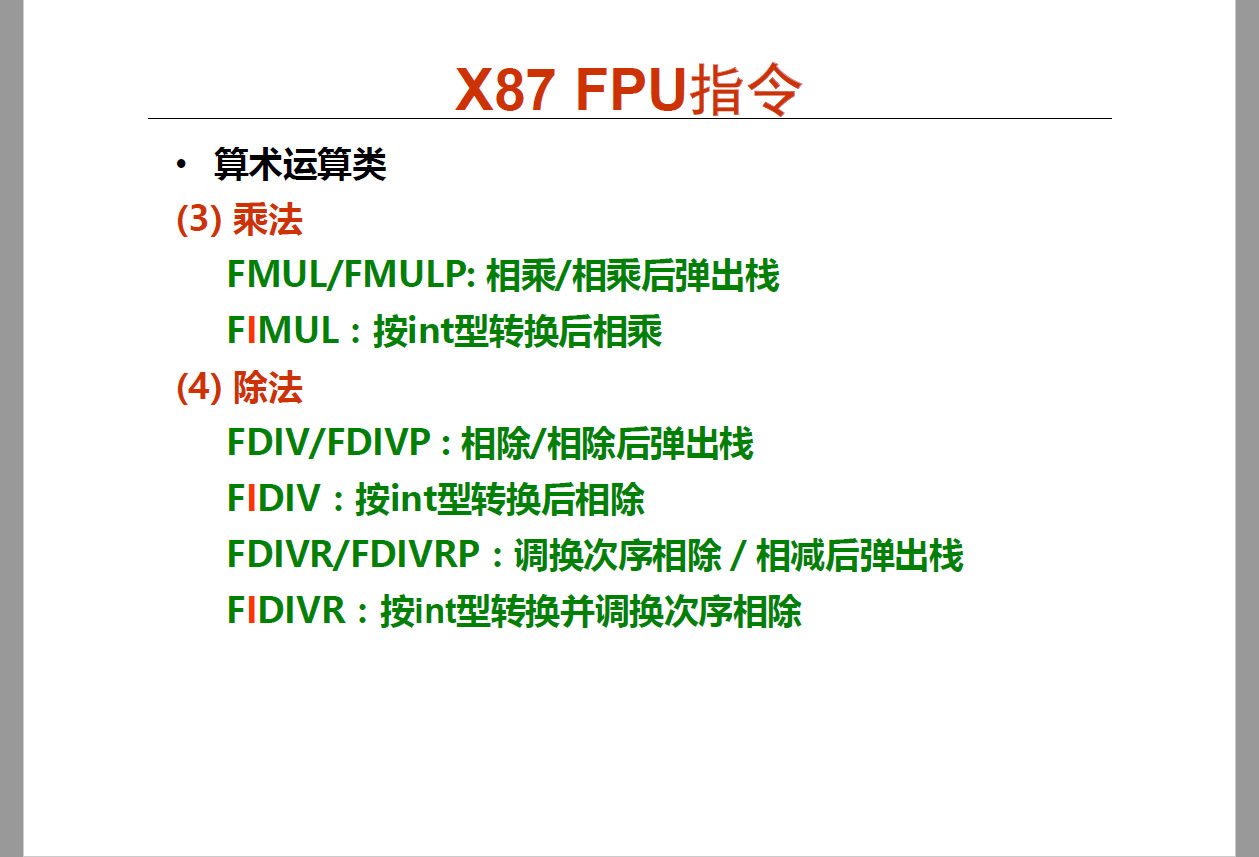 X87 FPU指令
• 算术运算类
(3) 乘法
FMUL/FMULP: 相乘/相乘后弹出栈
FIMUL：按int型转换后相乘
(4) 除法
FDIV/FDIVP：相除/相除后弹出栈
FIDIV：按int型转换后相除
FDIVR/FDIVRP：调换次序相除 / 相减后弹出栈
FIDIVR：按int型转换并调换次序相除